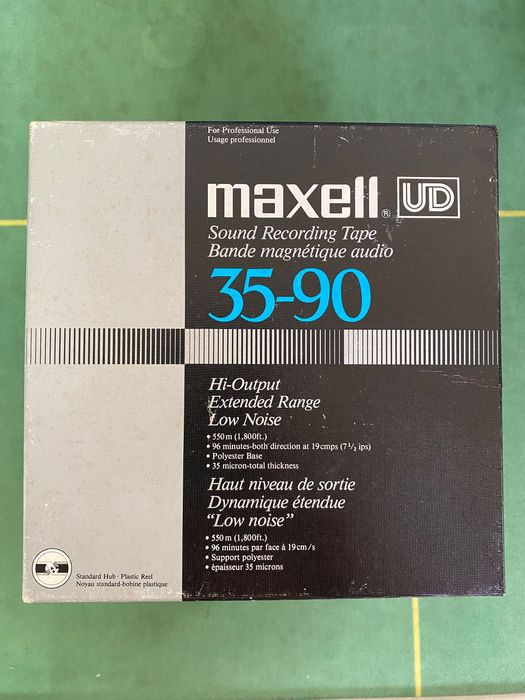 For Professional Use
Usage professionnel
maxell® UD
Sound Recording Tape
Bande magnétique audio
35-90
Hi-Output
Extended Range
Low Noise
• 550m (1,800ft.)
• 96 minutes-both direction at 19cmps (7 1/2 ips)
• Polyester Base
• 35 micron-total thickness
Haut niveau de sortie
Dynamique étendue
"Low noise"
• 550m (1,800ft.)
• 96 minutes par face à 19cm/s
• Support polyester
• épaisseur 35 microns
Standard Hub · Plastic Reel
Noyau standard-bobine plastique